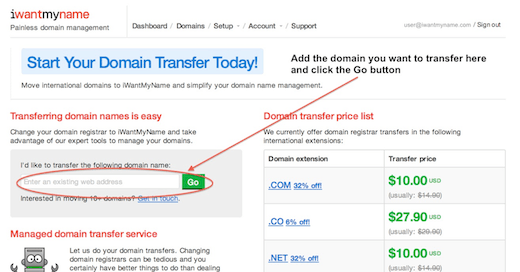 iwantmyname
Painless domain management
Dashboard / Domains / Setup / Account / Support
user@iwantmyname.com / Sign out
Start Your Domain Transfer Today!
Move international domains to iWantMyName and simplify your domain name management.
Add the domain you want to transfer here
and click the Go button
Transferring domain names is easy
Change your domain registrar to iWantMyName and take
advantage of our expert tools to manage your domains.
I'd like to transfer the following domain name:
Enter an existing web address
Go
Interested in moving 10+ domains? Get in touch.
Managed domain transfer service
Let us do your domain transfers. Changing
domain registrars can be tedious and you
certainly have better things to do than dealing
Domain transfer price list
We currently offer domain registrar transfers in the following
international extensions:
Domain extension Transfer price
.COM 32% off! $10.00 USD
(usually: $14.90)
.CO 6% off! $27.90 USD
(usually: $29.90)
.NET 32% off! $10.00 USD
(usually: $14.90)